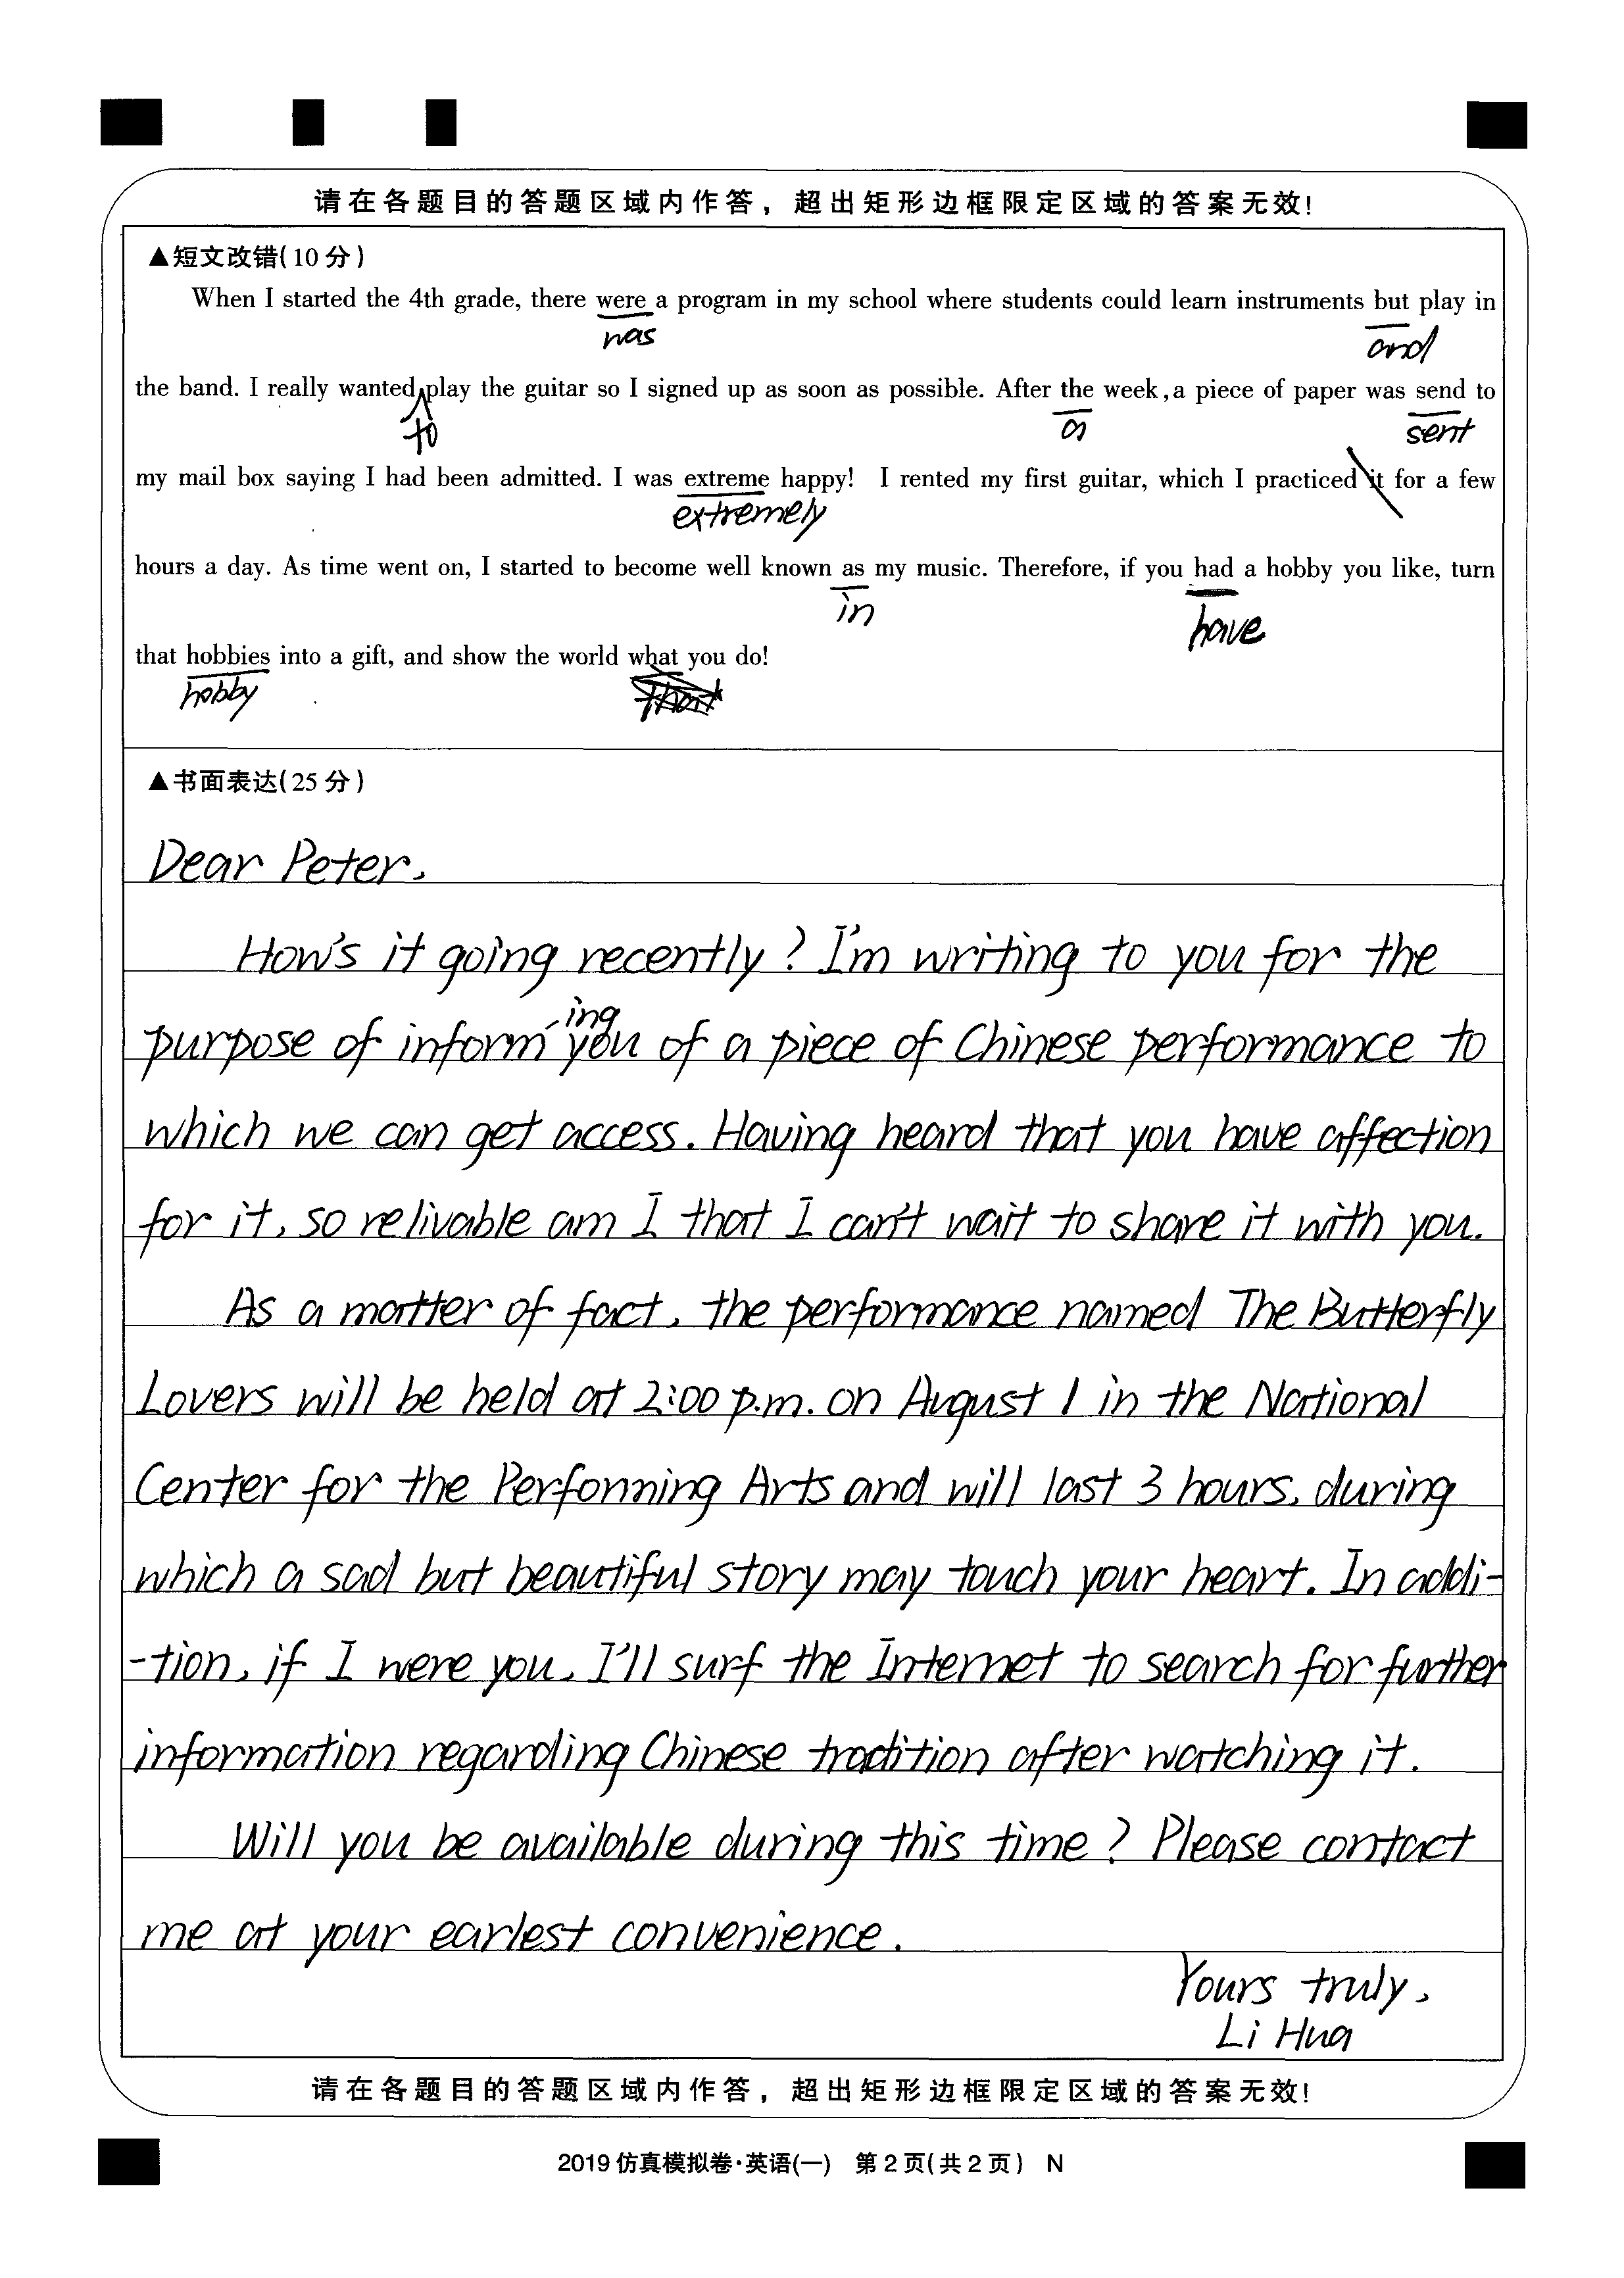 请在各题目的答题区域内作答，超出矩形边框限定区域的答案无效!
▲短文改错(10分)
When I started the 4th grade, there were a program in my school where students could learn instruments but play in
was and
the band. I really wanted play the guitar so I signed up as soon as possible. After the week, a piece of paper was send to
to a sent
my mail box saying I had been admitted. I was extreme happy! I rented my first guitar, which I practiced it for a few
extremely
hours a day. As time went on, I started to become well known as my music. Therefore, if you had a hobby you like, turn
in have
that hobbies into a gift, and show the world what you do!
hobby that
▲书面表达(25分)
Dear Peter,
How's it going recently? I'm writing to you for the
ing
purpose of inform you of a piece of Chinese performance to
which we can get access. Having heard that you have affection
for it, so relivable am I that I can't wait to share it with you.
As a matter of fact, the performance named The Butterfly
Lovers will be held at 2:00 p.m. on August 1 in the National
Center for the Performing Arts and will last 3 hours, during
which a sad but beautiful story may touch your heart. In addi-
-tion, if I were you, I'll surf the Internet to search for further
information regarding Chinese tradition after watching it.
Will you be available during this time? Please contact
me at your earlest convenience.
Yours truly,
Li Hua
请在各题目的答题区域内作答，超出矩形边框限定区域的答案无效!
2019仿真模拟卷·英语(一) 第2页(共2页) N